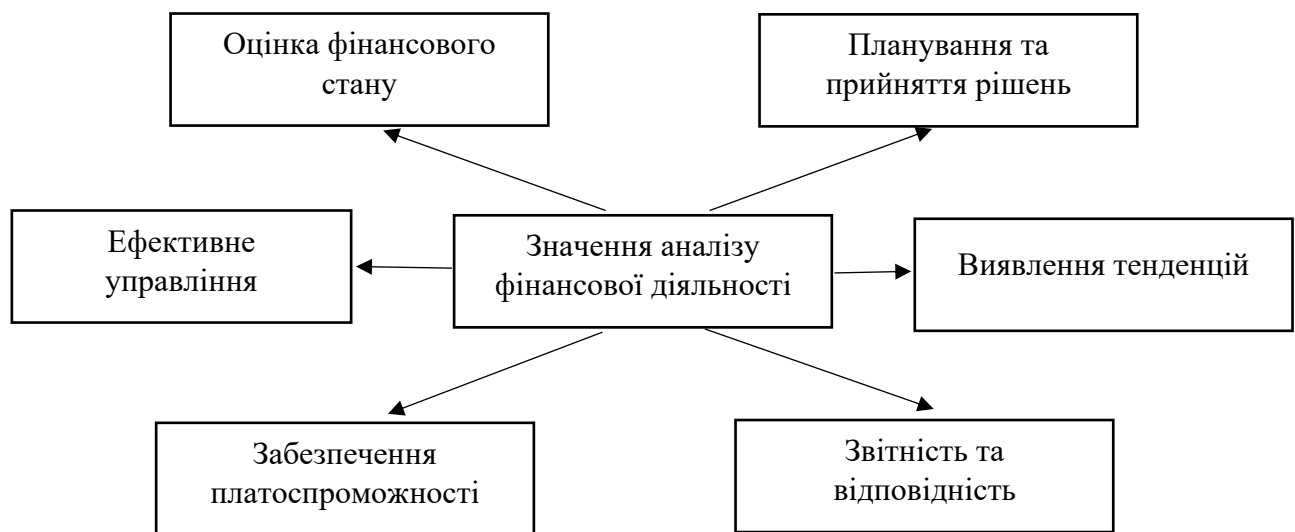 Оцінка фінансового
стану
Планування та
прийняття рішень
Ефективне
управління
Значення аналізу
фінансової діяльності
Виявлення тенденцій
Забезпечення
платоспроможності
Звітність та
відповідність